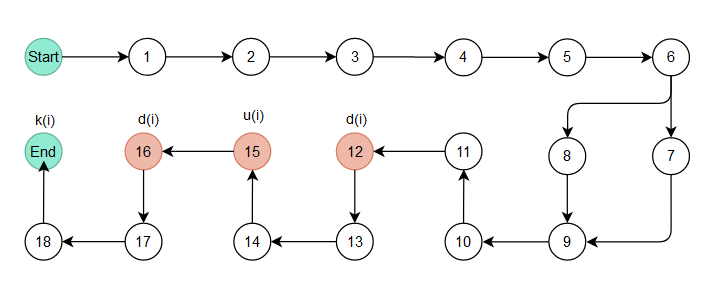 Start 1 2 3 4 5 6
k(i) d(i) u(i) d(i)
End 16 15 12 11 8 7
18 17 14 13 10 9